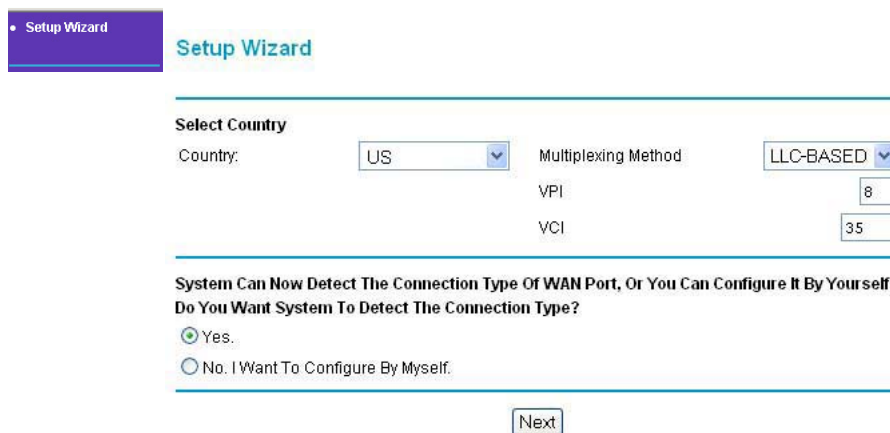 Setup Wizard
Setup Wizard
Select Country
Country: US Multiplexing Method LLC-BASED
VPI 8
VCI 35
System Can Now Detect The Connection Type Of WAN Port, Or You Can Configure It By Yourself
Do You Want System To Detect The Connection Type?
Yes.
No. I Want To Configure By Myself.
Next